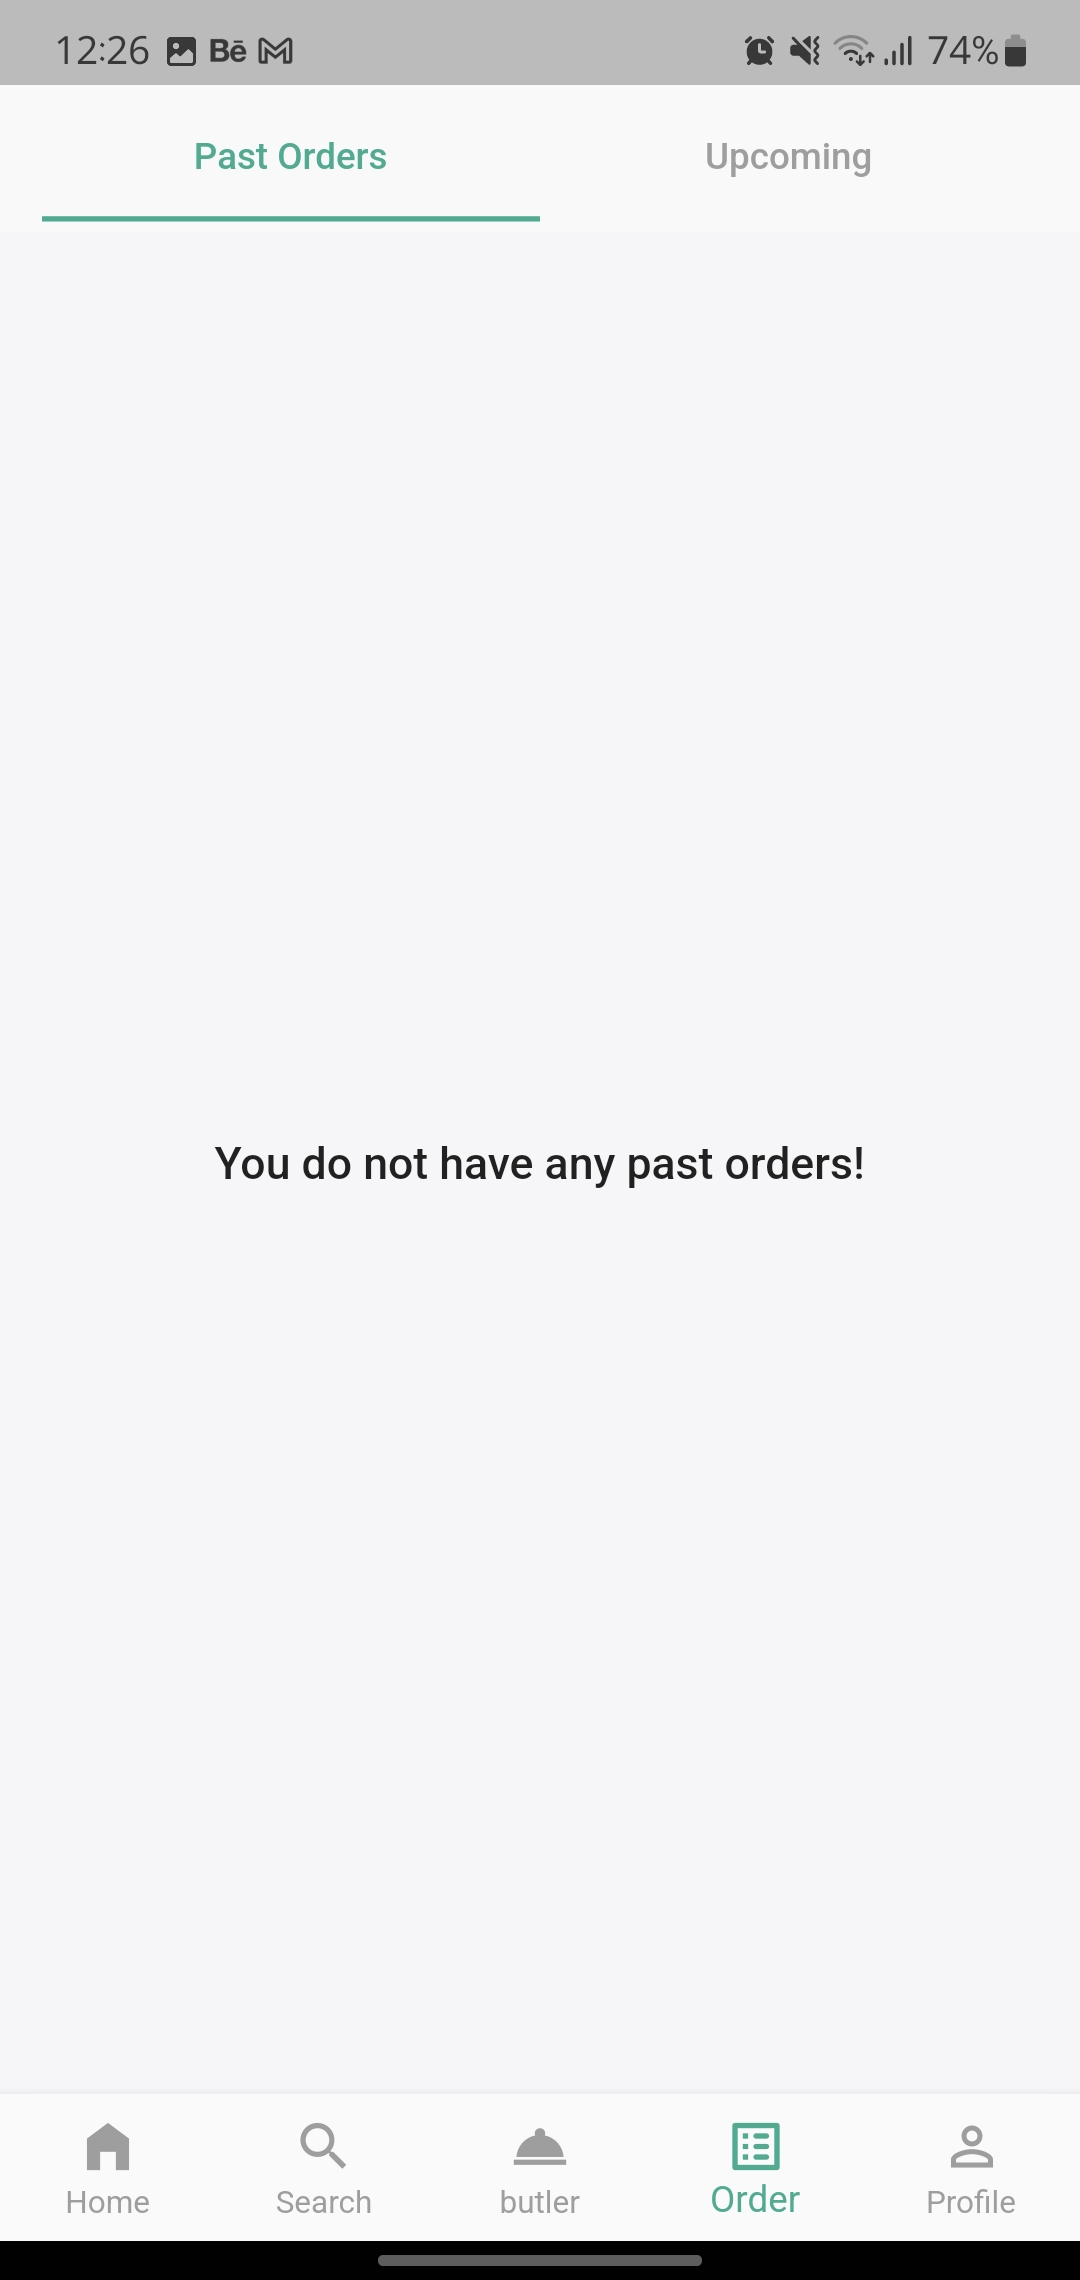 12:26 Bē 74%
Past Orders Upcoming
You do not have any past orders!
Home Search butler Order Profile